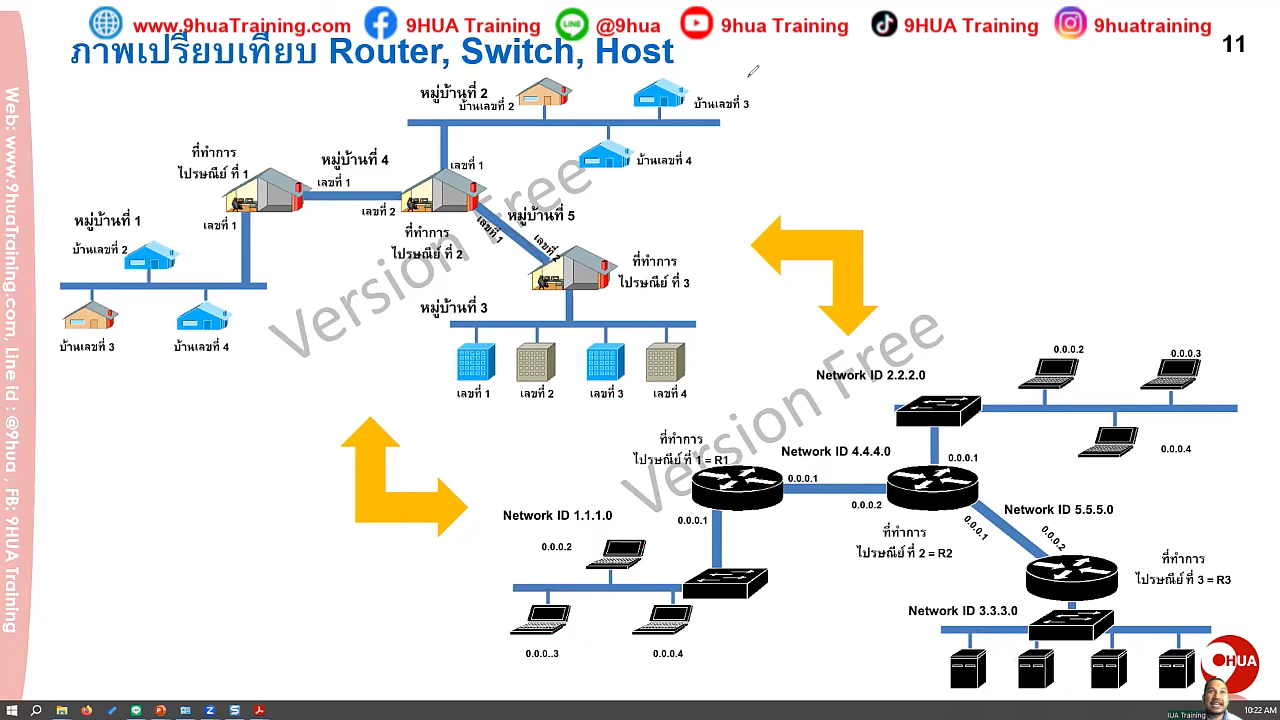 www.9huaTraining.com
9HUA Training
@9hua
9hua Training
9HUA Training
9huatraining
ภาพเปรียบเทียบ Router, Switch, Host
11
Web: www.9huaTraining.com, Line id : @9hua , FB: 9HUA Training
หมู่บ้านที่ 2
บ้านเลขที่ 2
บ้านเลขที่ 3
บ้านเลขที่ 4
ที่ทำการ
ไปรษณีย์ ที่ 1
หมู่บ้านที่ 4
เลขที่ 1
เลขที่ 1
เลขที่ 2
เลขที่ 1
หมู่บ้านที่ 1
บ้านเลขที่ 2
บ้านเลขที่ 3
บ้านเลขที่ 4
ที่ทำการ
ไปรษณีย์ ที่ 2
หมู่บ้านที่ 5
เลขที่ 1
เลขที่ 2
ที่ทำการ
ไปรษณีย์ ที่ 3
หมู่บ้านที่ 3
เลขที่ 1
เลขที่ 2
เลขที่ 3
เลขที่ 4
Version Free
Version Free
Network ID 2.2.2.0
0.0.0.2
0.0.0.3
0.0.0.4
0.0.0.1
ที่ทำการ
ไปรษณีย์ ที่ 1 = R1
Network ID 4.4.4.0
0.0.0.1
0.0.0.2
0.0.0.1
Network ID 1.1.1.0
0.0.0.2
0.0.0..3
0.0.0.4
ที่ทำการ
ไปรษณีย์ ที่ 2 = R2
Network ID 5.5.5.0
0.0.0.1
0.0.0.2
ที่ทำการ
ไปรษณีย์ ที่ 3 = R3
Network ID 3.3.3.0
9HUA
IUA Training
10:22 AM